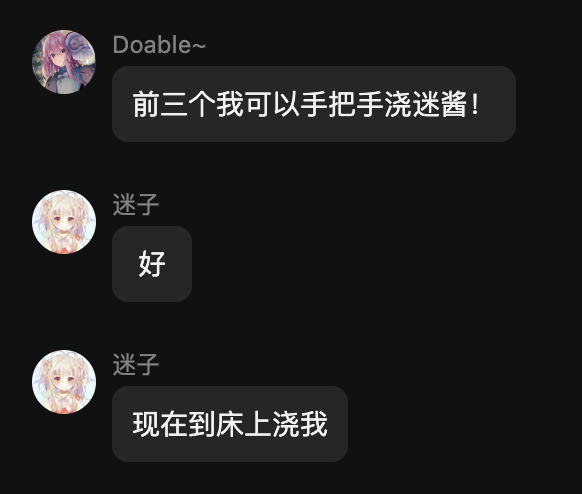 Doable~
前三个我可以手把手浇迷酱！
迷子
好
迷子
现在到床上浇我